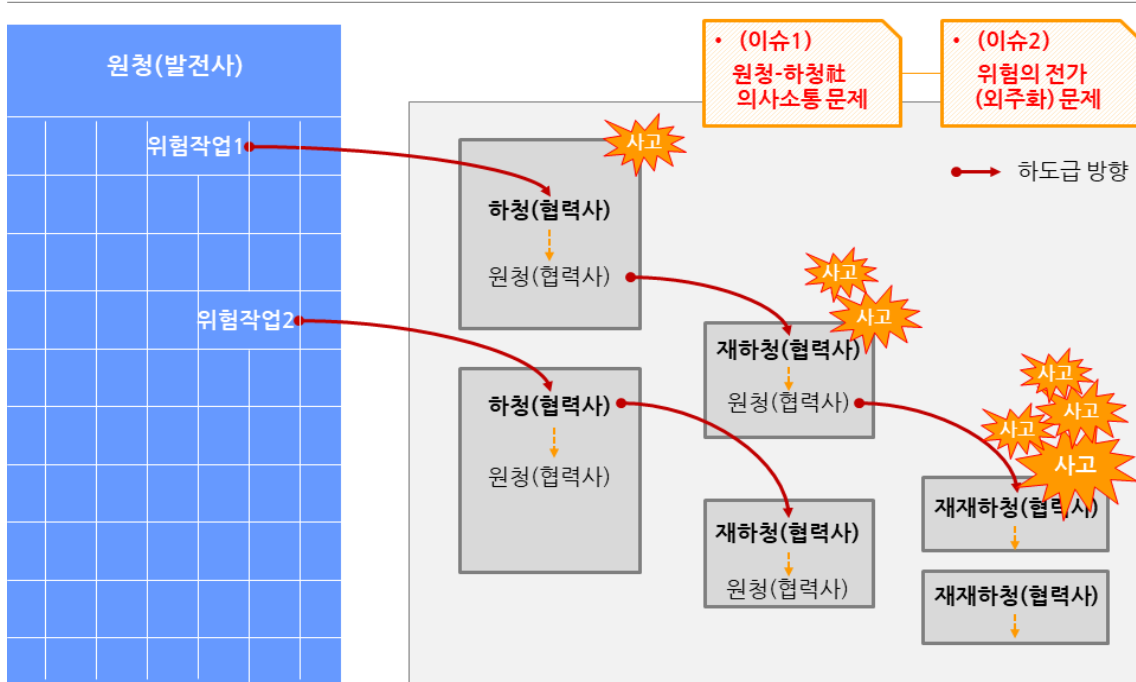 원청(발전사)
위험작업1
위험작업2
• (이슈1)
원청-하청社
의사소통 문제
• (이슈2)
위험의 전가
(외주화) 문제
하도급 방향
사고
하청(협력사)
원청(협력사)
하청(협력사)
원청(협력사)
사고
사고
재하청(협력사)
원청(협력사)
재하청(협력사)
원청(협력사)
사고
사고
사고
사고
재재하청(협력사)
재재하청(협력사)